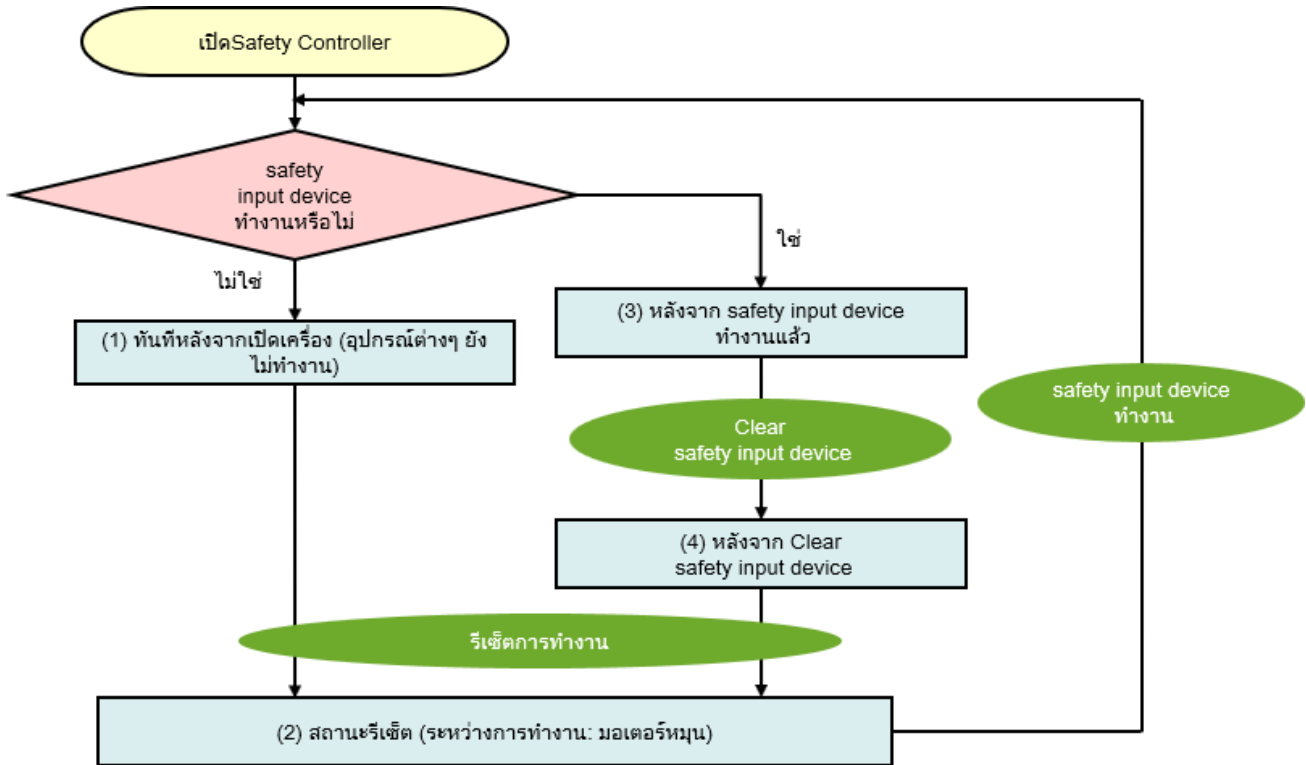 เปิดSafety Controller
safety
input device
ทำงานหรือไม่
ใช่
ไม่ใช่
(3) หลังจาก safety input device
ทำงานแล้ว
(1) ทันทีหลังจากเปิดเครื่อง (อุปกรณ์ต่างๆ ยัง
ไม่ทำงาน)
safety input device
ทำงาน
Clear
safety input device
(4) หลังจาก Clear
safety input device
รีเซ็ตการทำงาน
(2) สถานะรีเซ็ต (ระหว่างการทำงาน: มอเตอร์หมุน)